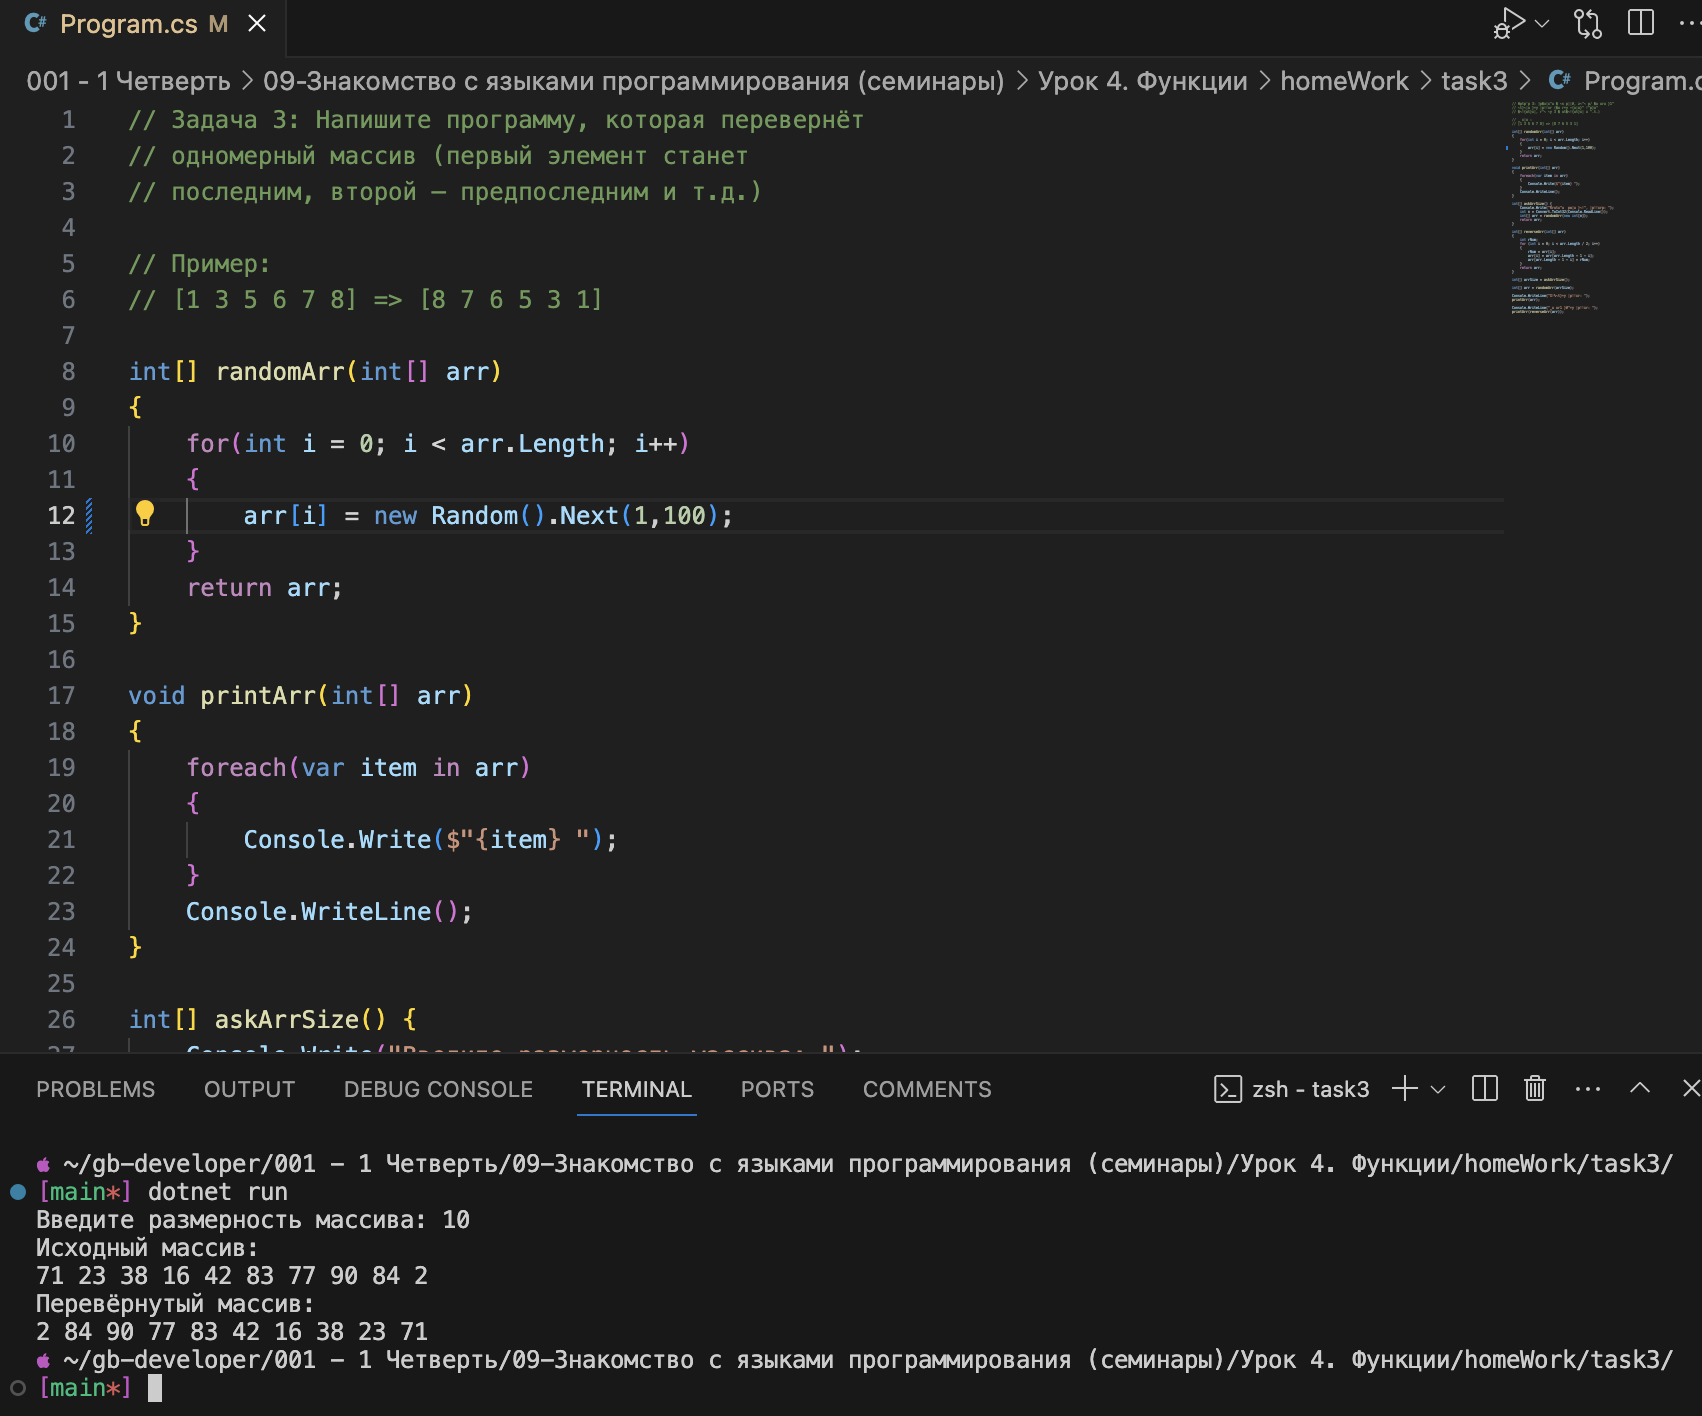 Program.cs M
001 - 1 Четверть > 09-Знакомство с языками программирования (семинары) > Урок 4. Функции > homeWork > task3 > Program.c
1 // Задача 3: Напишите программу, которая перевернёт
2 // одномерный массив (первый элемент станет
3 // последним, второй – предпоследним и т.д.)
4
5 // Пример:
6 // [1 3 5 6 7 8] => [8 7 6 5 3 1]
7
8 int[] randomArr(int[] arr)
9 {
10 for(int i = 0; i < arr.Length; i++)
11 {
12 arr[i] = new Random().Next(1,100);
13 }
14 return arr;
15 }
16
17 void printArr(int[] arr)
18 {
19 foreach(var item in arr)
20 {
21 Console.Write($"{item} ");
22 }
23 Console.WriteLine();
24 }
25
26 int[] askArrSize() {
27 Console.Write("Введите размерность массива: ");
PROBLEMS OUTPUT DEBUG CONSOLE TERMINAL PORTS COMMENTS zsh - task3
~/gb-developer/001 - 1 Четверть/09-Знакомство с языками программирования (семинары)/Урок 4. Функции/homeWork/task3/
[main*] dotnet run
Введите размерность массива: 10
Исходный массив:
71 23 38 16 42 83 77 90 84 2
Перевёрнутый массив:
2 84 90 77 83 42 16 38 23 71
~/gb-developer/001 - 1 Четверть/09-Знакомство с языками программирования (семинары)/Урок 4. Функции/homeWork/task3/
[main*]